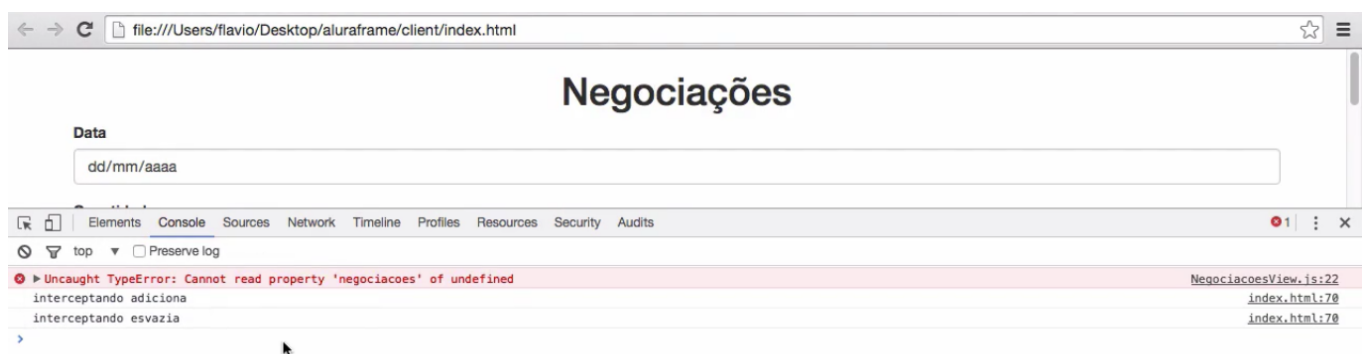 file:///Users/flavio/Desktop/aluraframe/client/index.html
Negociações
Data
dd/mm/aaaa
Elements Console Sources Network Timeline Profiles Resources Security Audits 1
top Preserve log
Uncaught TypeError: Cannot read property 'negociacoes' of undefined NegociacoesView.js:22
interceptando adiciona index.html:70
interceptando esvazia index.html:70